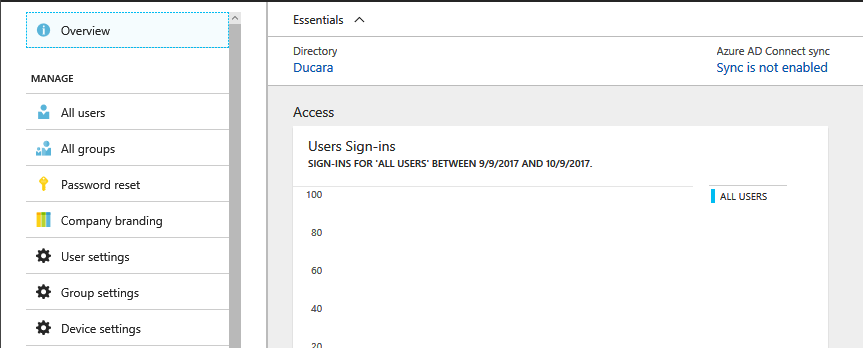 Overview
MANAGE
All users
All groups
Password reset
Company branding
User settings
Group settings
Device settings
Essentials
Directory
Ducara
Azure AD Connect sync
Sync is not enabled
Access
Users Sign-ins
SIGN-INS FOR 'ALL USERS' BETWEEN 9/9/2017 AND 10/9/2017.
100
80
60
40
20
ALL USERS